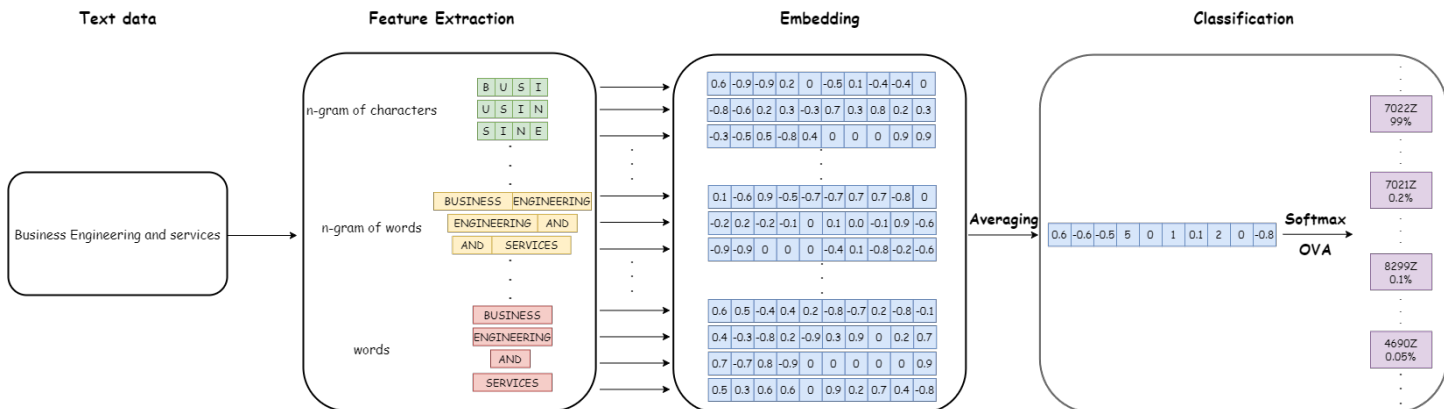 Text data
Feature Extraction
Embedding
Classification
Business Engineering and services
n-gram of characters
B U S I
U S I N
S I N E
n-gram of words
BUSINESS ENGINEERING
ENGINEERING AND
AND SERVICES
words
BUSINESS
ENGINEERING
AND
SERVICES
0.6 -0.9 -0.9 0.2 0 -0.5 0.1 -0.4 -0.4 0
-0.8 -0.6 0.2 0.3 -0.3 0.7 0.3 0.8 0.2 0.3
-0.3 -0.5 0.5 -0.8 0.4 0 0 0 0.9 0.9
0.1 -0.6 0.9 -0.5 -0.7 -0.7 0.7 0.7 -0.8 0
-0.2 0.2 -0.2 -0.1 0 0.1 0.0 -0.1 0.9 -0.6
-0.9 -0.9 0 0 0 -0.4 0.1 -0.8 -0.2 -0.6
0.6 0.5 -0.4 0.4 0.2 -0.8 -0.7 0.2 -0.8 -0.1
0.4 -0.3 -0.8 0.2 -0.9 0.3 0.9 0 0.2 0.7
0.7 -0.7 0.8 -0.9 0 0 0 0 0 0.9
0.5 0.3 0.6 0.6 0 0.9 0.2 0.7 0.4 -0.8
Averaging
0.6 -0.6 -0.5 5 0 1 0.1 2 0 -0.8
Softmax
OVA
7022Z
99%
7021Z
0.2%
8299Z
0.1%
4690Z
0.05%